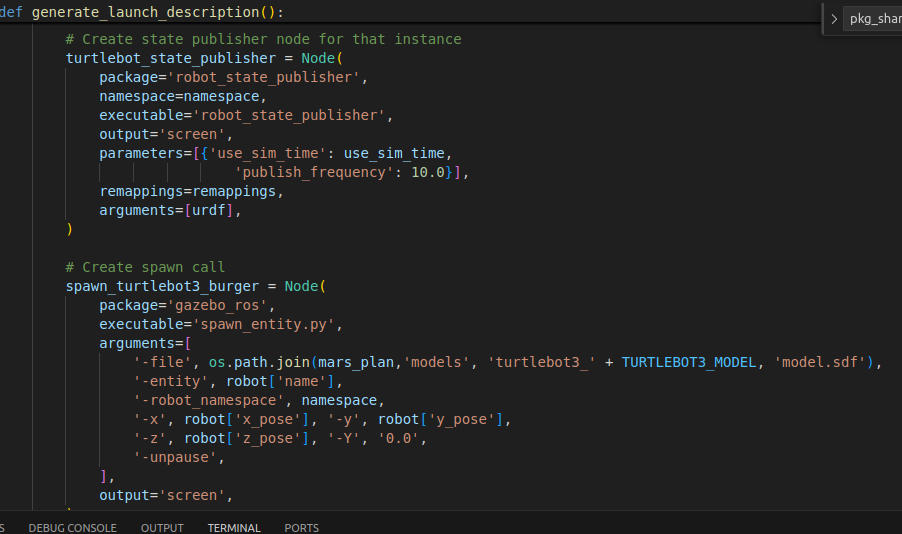 def generate_launch_description():
pkg_shar
# Create state publisher node for that instance
turtlebot_state_publisher = Node(
package='robot_state_publisher',
namespace=namespace,
executable='robot_state_publisher',
output='screen',
parameters=[{'use_sim_time': use_sim_time,
'publish_frequency': 10.0}],
remappings=remappings,
arguments=[urdf],
)
# Create spawn call
spawn_turtlebot3_burger = Node(
package='gazebo_ros',
executable='spawn_entity.py',
arguments=[
'-file', os.path.join(mars_plan,'models', 'turtlebot3_' + TURTLEBOT3_MODEL, 'model.sdf'),
'-entity', robot['name'],
'-robot_namespace', namespace,
'-x', robot['x_pose'], '-y', robot['y_pose'],
'-z', robot['z_pose'], '-Y', '0.0',
'-unpause',
],
output='screen',
S DEBUG CONSOLE OUTPUT TERMINAL PORTS